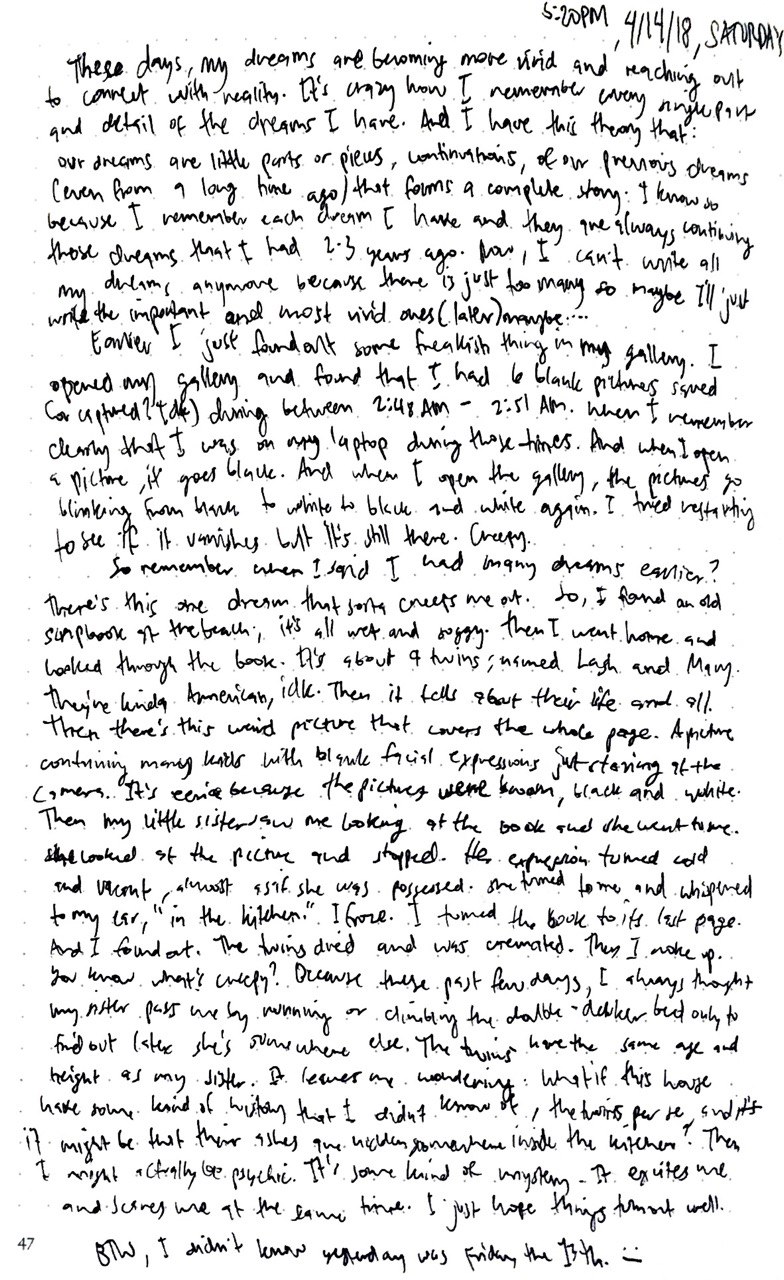 5:20PM, 4/14/18, SATURDAY
These days, my dreams are becoming more vivid and reaching out
to connect with reality. It's crazy how I remember every single part
and detail of the dreams I have. And I have this theory that:
our dreams are little parts or pieces, continuations, of our previous dreams
(even from a long time ago) that forms a complete story. I know so
because I remember each dream I have and they are always continuing
those dreams that I had 2-3 years ago. Now, I can't write all
my dreams anymore because there is just too many so maybe I'll just
write the important and most vivid ones (later) maybe....
Earlier I just found out some freakish thing in my gallery. I
opened my gallery and found that I had 6 blank pictures saved
(or captured? idk) during between 2:48 AM - 2:51 AM. When I remember
clearly that I was on my laptop during those times. And when I open
a picture, it goes black. And when I open the gallery, the pictures go
blinking from blank to white to black and white again. I tried restarting
to see if it vanishes but it's still there. Creepy.
So remember when I said I had many dreams earlier?
There's this one dream that sorta creeps me out. So, I found an old
scrapbook at the beach, it's all wet and soggy. Then I went home and
looked through the book. It's about a twins; named Lash and Mary.
They're kinda American, idk. Then it tells about their life and all.
Then there's this weird picture that covers the whole page. A picture
containing many kids with blank facial expressions just staring at the
camera. It's eerie because the pictures were brown, black and white.
Then my little sister saw me looking at the book and she went to me.
She looked at the picture and stopped. Her expression turned cold
and vacant, almost as if she was possessed. She turned to me and whispered
to my ear, "in the kitchen." I froze. I turned the book to its last page.
And I found out. The twins died and was cremated. Then I woke up.
You know what's creepy? Because these past few days, I always thought
my sister pass me by running or climbing the double-dekker bed only to
find out later she's somewhere else. The twins have the same age and
height as my sister. It leaves me wondering: What if this house
have some kind of history that I didn't know of, the twins per se, and it's
it might be that their ashes are hidden somewhere inside the kitchen? Then
I might actually be psychic. It's some kind of mystery. It excites me
and scares me at the same time. I just hope things turnout well.
BTW, I didn't know yesterday was Friday the 13th.
47